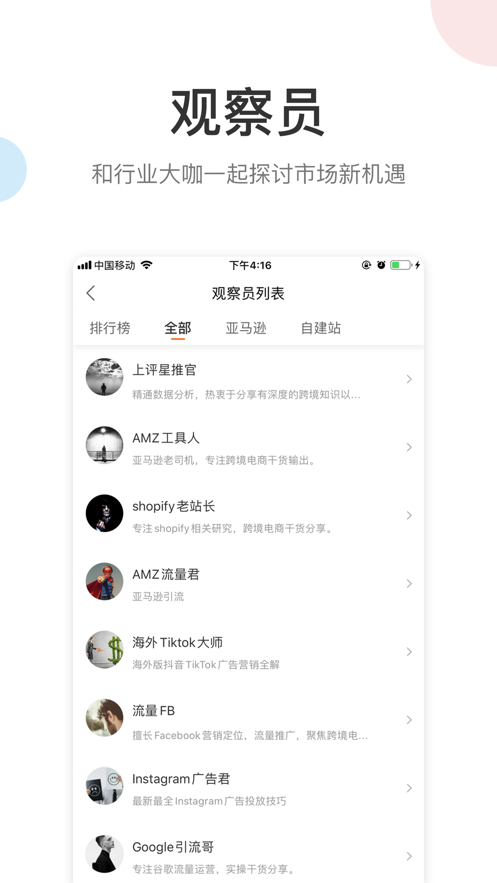 观察员
和行业大咖一起探讨市场新机遇
中国移动 下午4:16
观察员列表
排行榜 全部 亚马逊 自建站
上评星推官
精通数据分析，热衷于分享有深度的跨境知识以...
AMZ工具人
亚马逊老司机，专注跨境电商干货输出。
shopify老站长
专注shopify相关研究，跨境电商干货分享。
AMZ流量君
亚马逊引流
海外Tiktok大师
海外版抖音TikTok广告营销全解
流量FB
擅长Facebook营销定位，流量推广，聚焦跨境电...
Instagram广告君
最新最全Instagram广告投放技巧
Google引流哥
专注谷歌流量运营，实操干货分享。